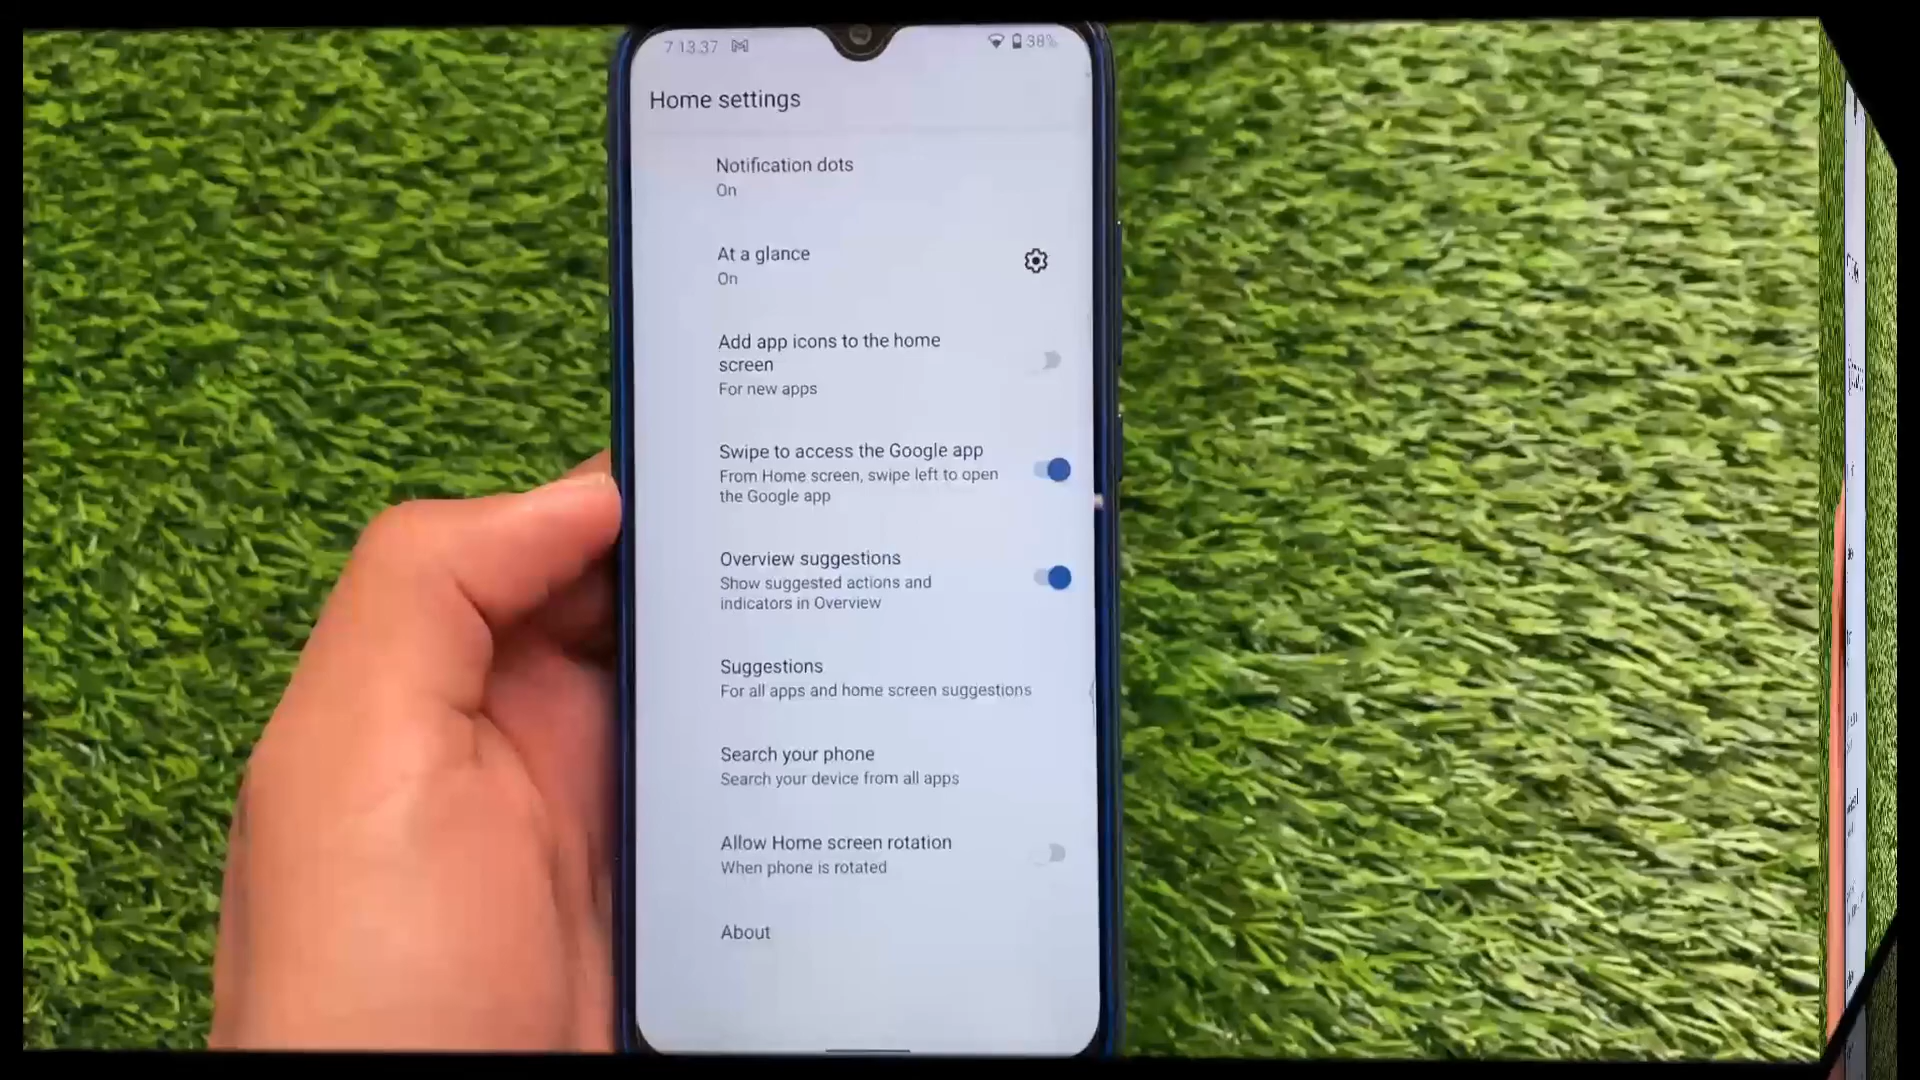 7 13.37 38%
Home settings
Notification dots
On
At a glance
On
Add app icons to the home
screen
For new apps
Swipe to access the Google app
From Home screen, swipe left to open
the Google app
Overview suggestions
Show suggested actions and
indicators in Overview
Suggestions
For all apps and home screen suggestions
Search your phone
Search your device from all apps
Allow Home screen rotation
When phone is rotated
About